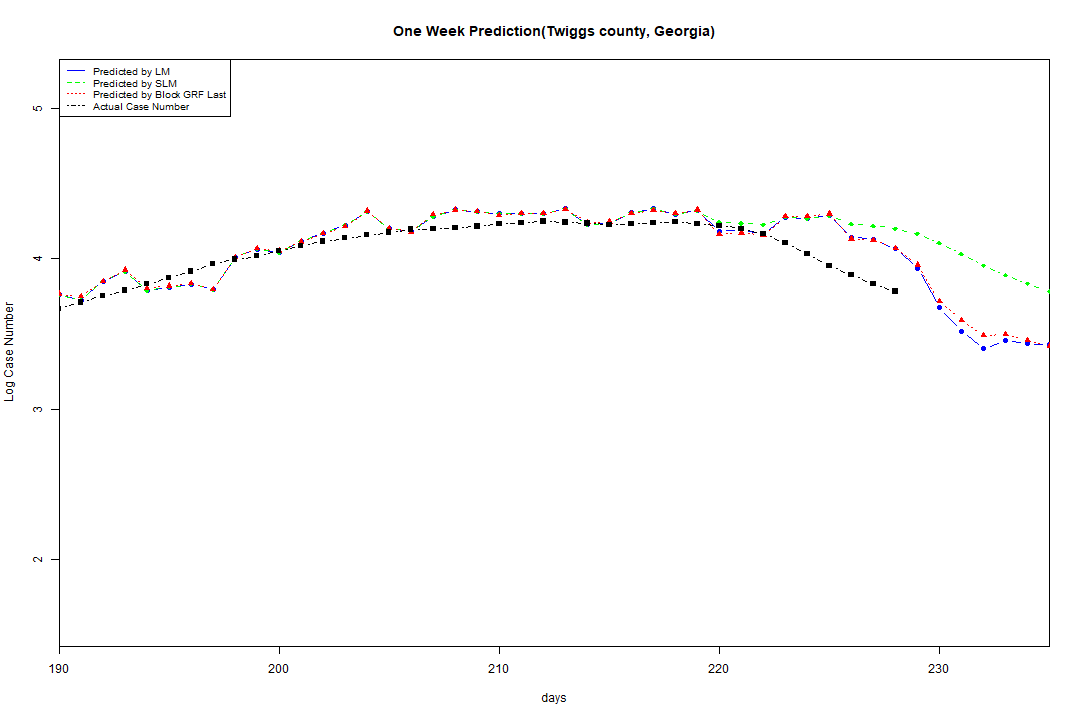 One Week Prediction(Twiggs county, Georgia)
Predicted by LM
Predicted by SLM
Predicted by Block GRF Last
Actual Case Number
5
4
3
2
Log Case Number
190 200 210 220 230
days